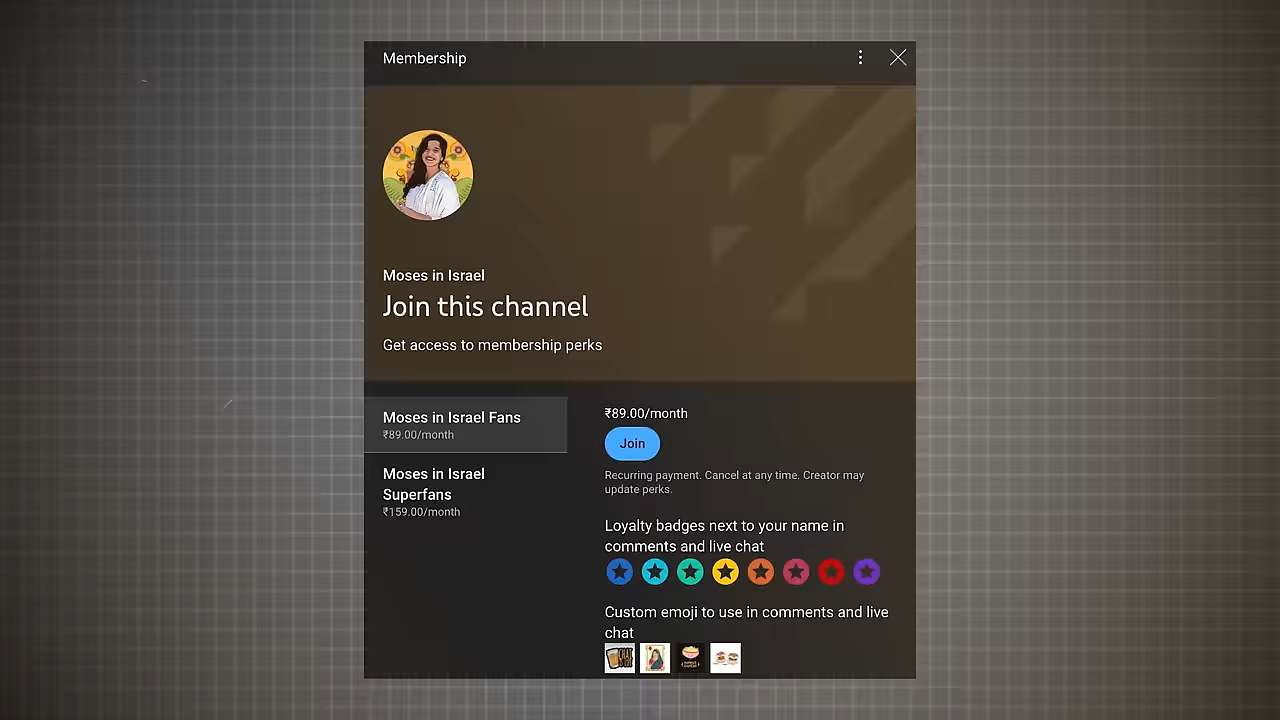 Membership
Moses in Israel
Join this channel
Get access to membership perks
Moses in Israel Fans
₹89.00/month
Moses in Israel
Superfans
₹159.00/month
₹89.00/month
Join
Recurring payment. Cancel at any time. Creator may
update perks.
Loyalty badges next to your name in
comments and live chat
Custom emoji to use in comments and live
chat